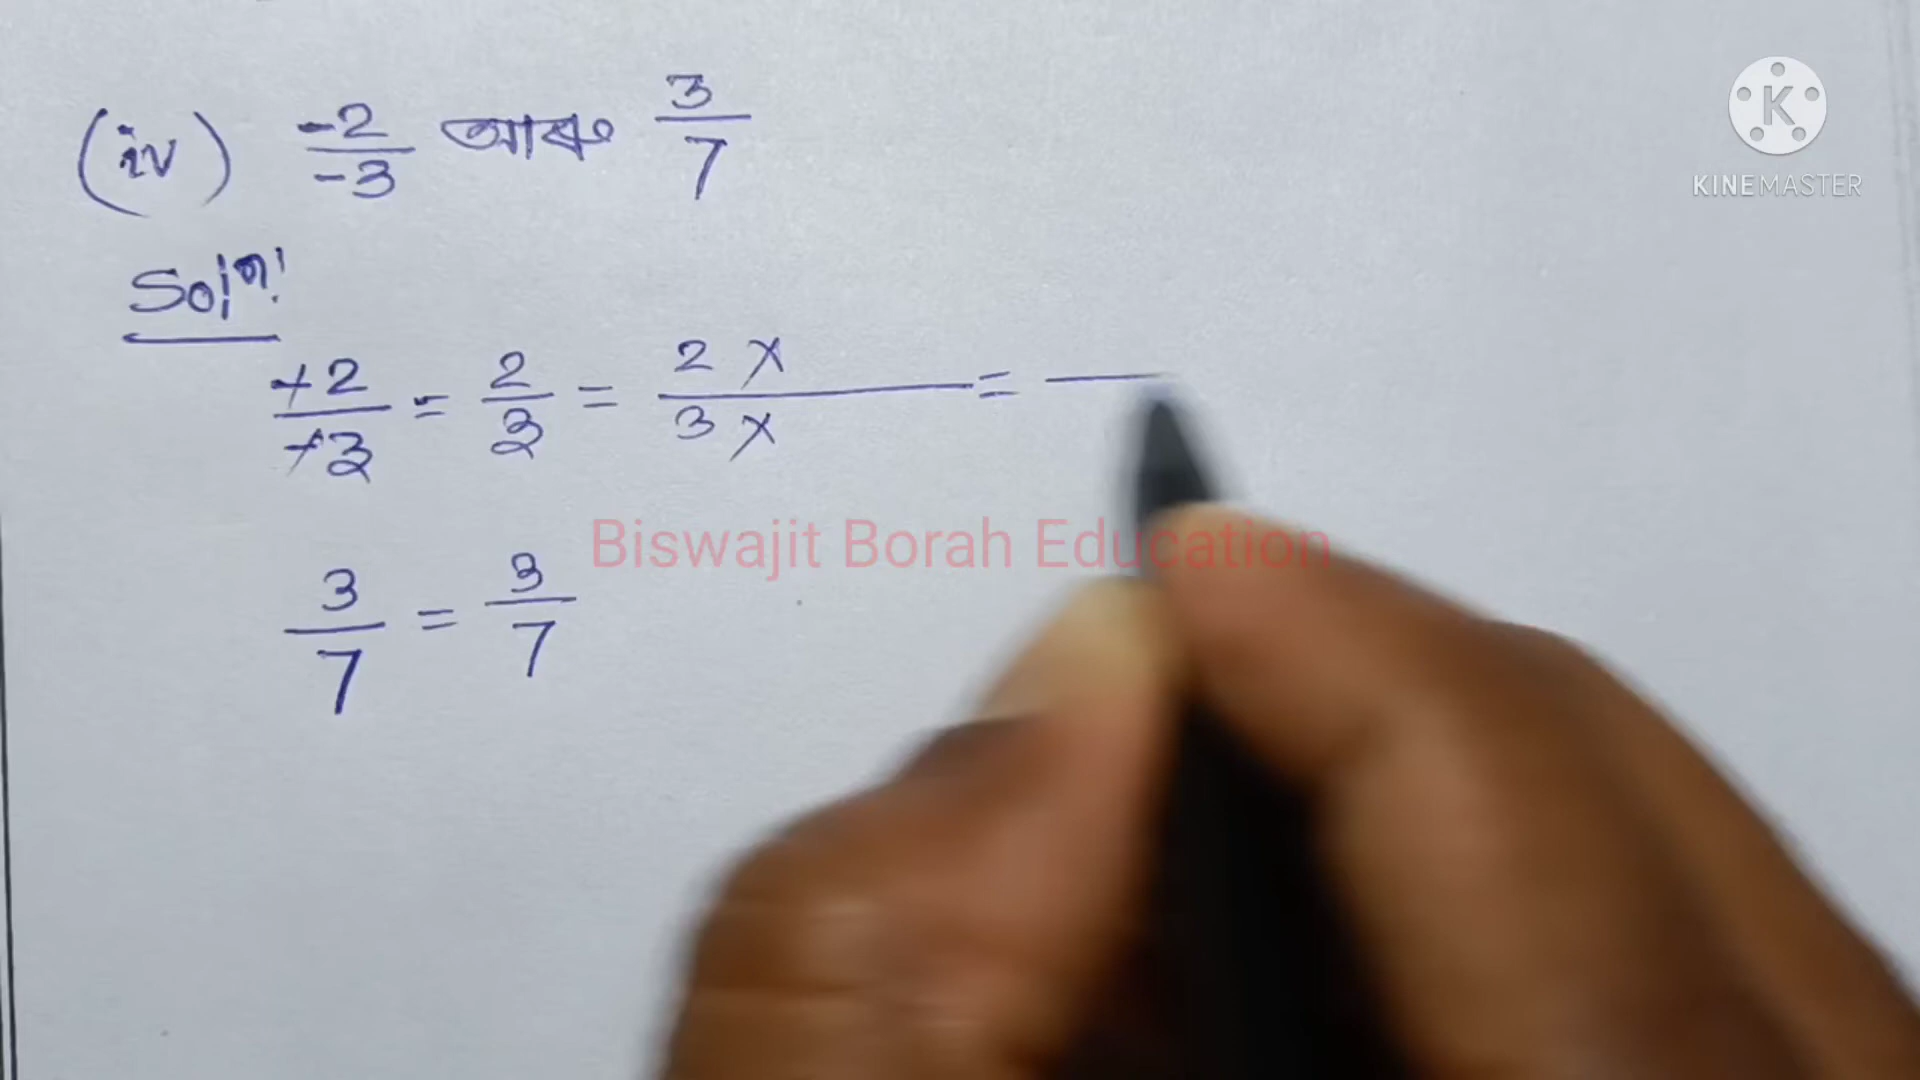 (iv) -2/-3 আৰু 3/7
KINEMASTER
Solⁿ:
+2/+3 = 2/3 = 2 × / 3 × =
Biswajit Borah Education
3/7 = 3/7